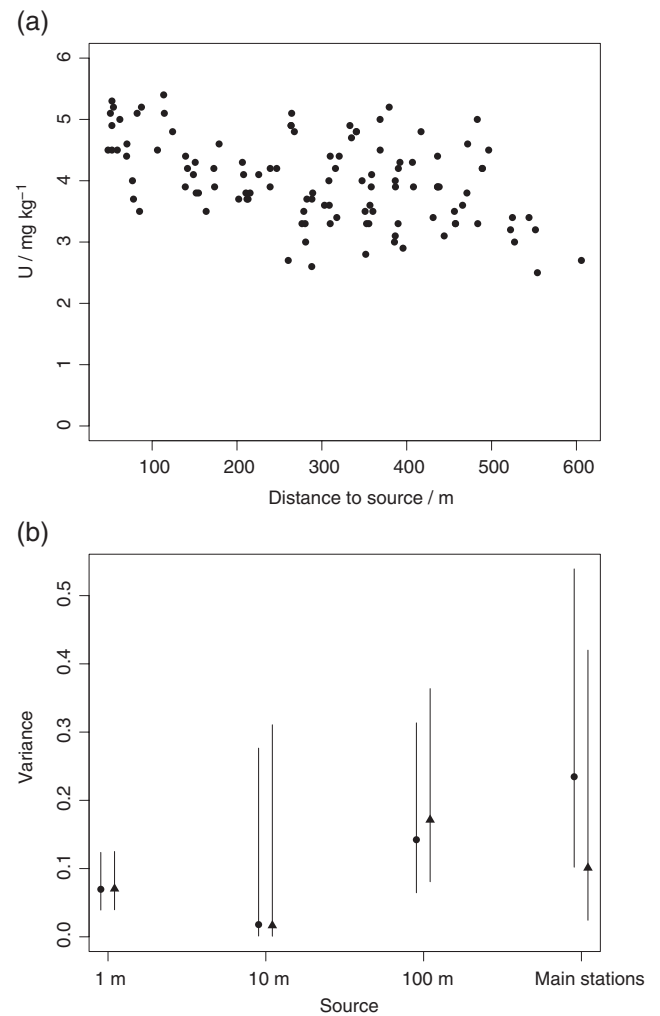 (a)
6
5
4
3
2
1
0
U / mg kg⁻¹
100 200 300 400 500 600
Distance to source / m
(b)
0.5
0.4
0.3
0.2
0.1
0.0
Variance
1 m 10 m 100 m Main stations
Source